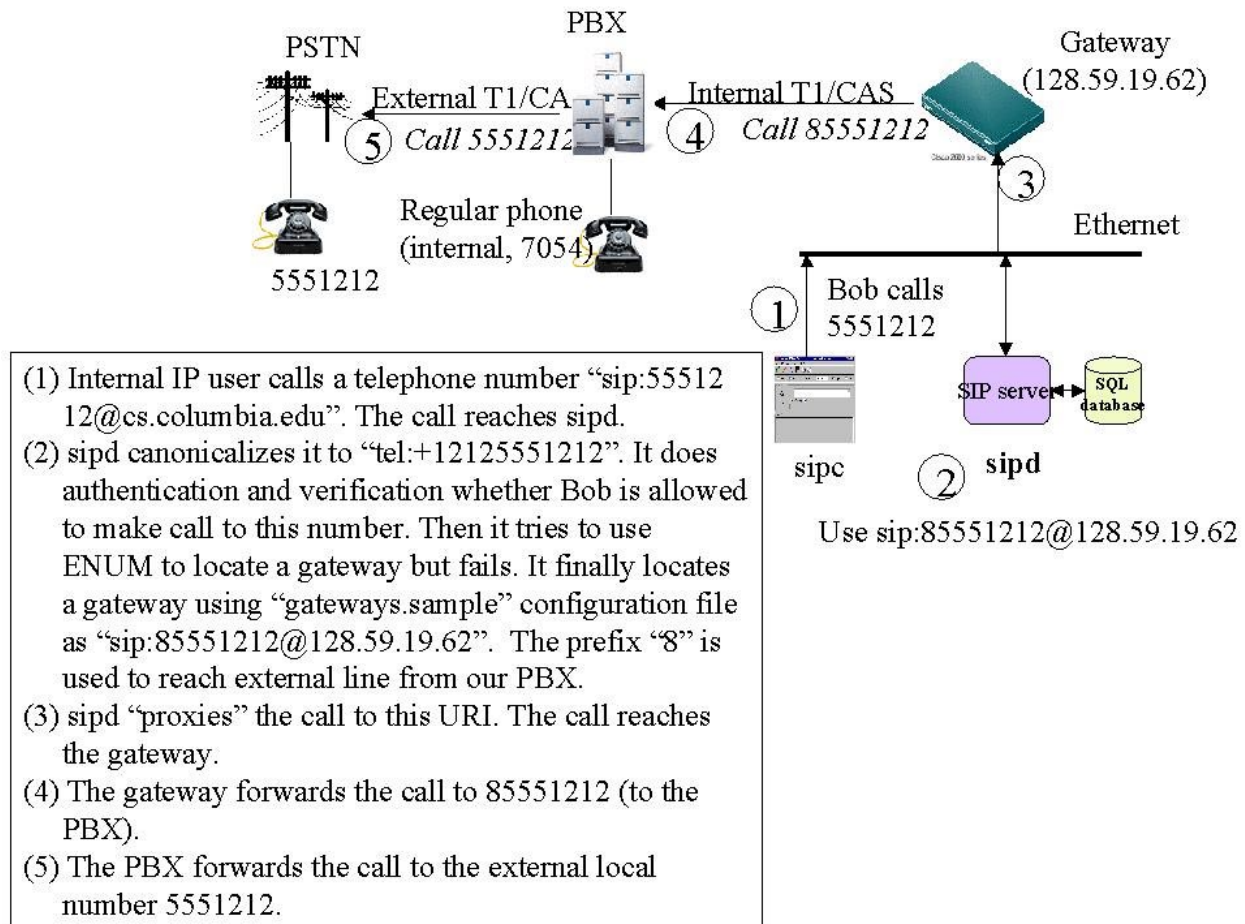 PBX
PSTN
Gateway
(128.59.19.62)
External T1/CA
Internal T1/CAS
Call 5551212
Call 85551212
5
4
3
Cisco 2600 series
Regular phone
(internal, 7054)
Ethernet
5551212
1
Bob calls
5551212
SIP server
SQL
database
sipc
2
sipd
Use sip:85551212@128.59.19.62
(1) Internal IP user calls a telephone number “sip:55512
12@cs.columbia.edu”. The call reaches sipd.
(2) sipd canonicalizes it to “tel:+12125551212”. It does
authentication and verification whether Bob is allowed
to make call to this number. Then it tries to use
ENUM to locate a gateway but fails. It finally locates
a gateway using “gateways.sample” configuration file
as “sip:85551212@128.59.19.62”. The prefix “8” is
used to reach external line from our PBX.
(3) sipd “proxies” the call to this URI. The call reaches
the gateway.
(4) The gateway forwards the call to 85551212 (to the
PBX).
(5) The PBX forwards the call to the external local
number 5551212.